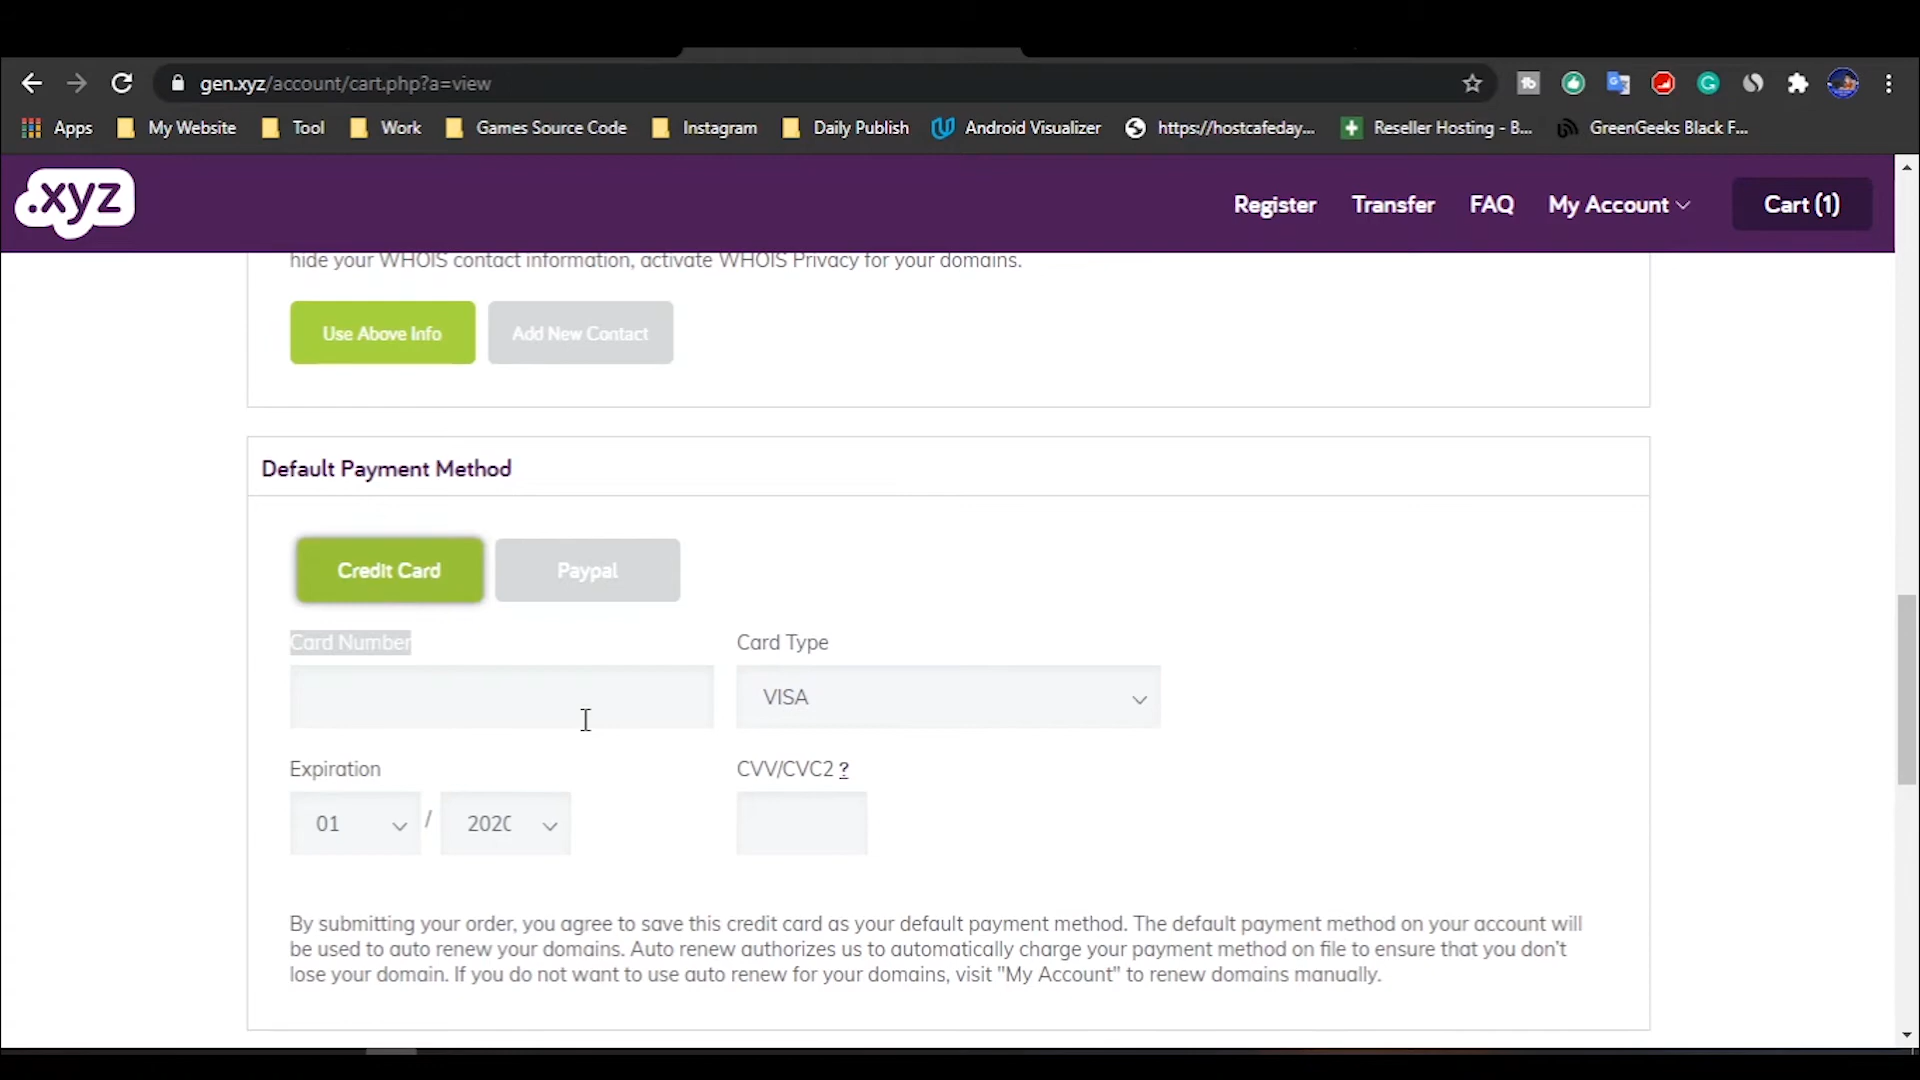 gen.xyz/account/cart.php?a=view
Apps My Website Tool Work Games Source Code Instagram Daily Publish Android Visualizer https://hostcafeday... Reseller Hosting - B... GreenGeeks Black F...
.xyz Register Transfer FAQ My Account Cart (1)
hide your WHOIS contact information, activate WHOIS Privacy for your domains.
Use Above Info Add New Contact
Default Payment Method
Credit Card Paypal
Card Number Card Type
VISA
Expiration CVV/CVC2 ?
01 / 2020
By submitting your order, you agree to save this credit card as your default payment method. The default payment method on your account will
be used to auto renew your domains. Auto renew authorizes us to automatically charge your payment method on file to ensure that you don't
lose your domain. If you do not want to use auto renew for your domains, visit "My Account" to renew domains manually.